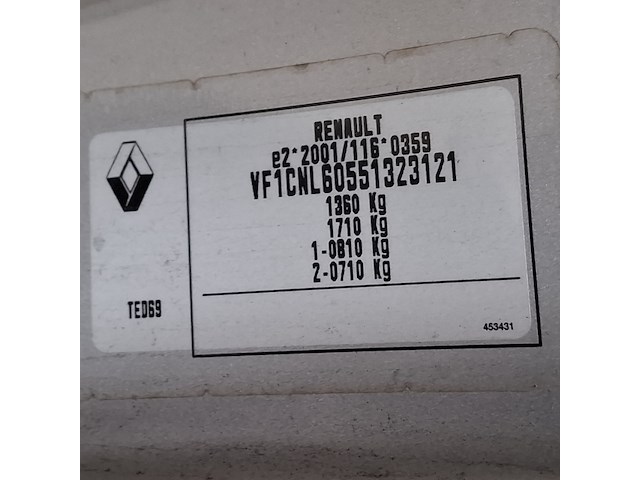 RENAULT
e2*2001/116*0359
VF1CNL60551323121
1360 Kg
1710 Kg
1-0810 Kg
2-0710 Kg
TED69
453431